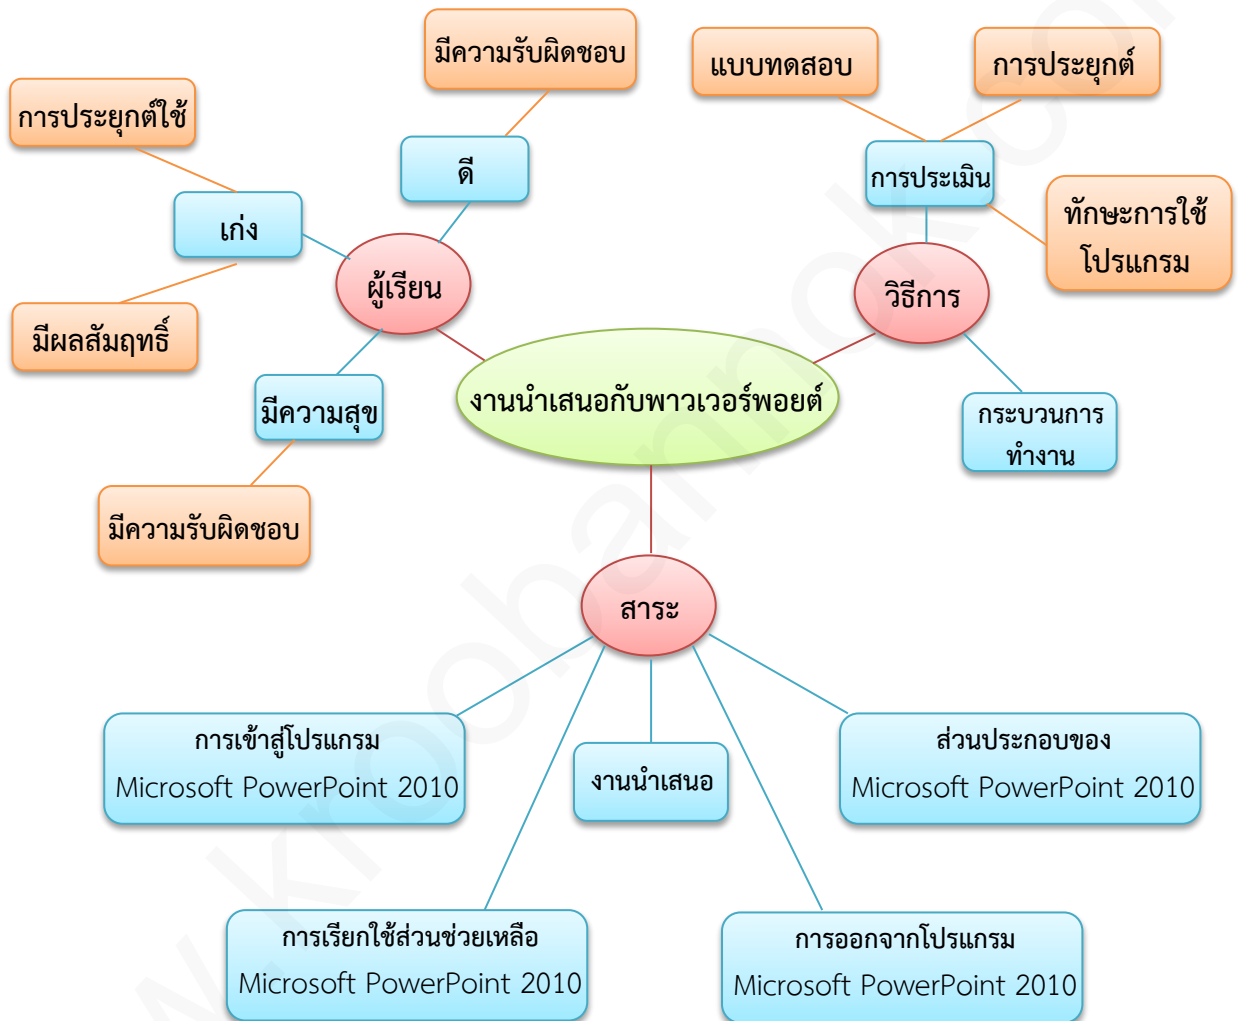 มีความรับผิดชอบ
แบบทดสอบ
การประยุกต์
การประยุกต์ใช้
ดี
การประเมิน
ทักษะการใช้
โปรแกรม
เก่ง
ผู้เรียน
วิธีการ
มีผลสัมฤทธิ์
งานนำเสนอกับพาวเวอร์พอยต์
มีความสุข
กระบวนการ
ทำงาน
มีความรับผิดชอบ
สาระ
การเข้าสู่โปรแกรม
Microsoft PowerPoint 2010
งานนำเสนอ
ส่วนประกอบของ
Microsoft PowerPoint 2010
การเรียกใช้ส่วนช่วยเหลือ
Microsoft PowerPoint 2010
การออกจากโปรแกรม
Microsoft PowerPoint 2010